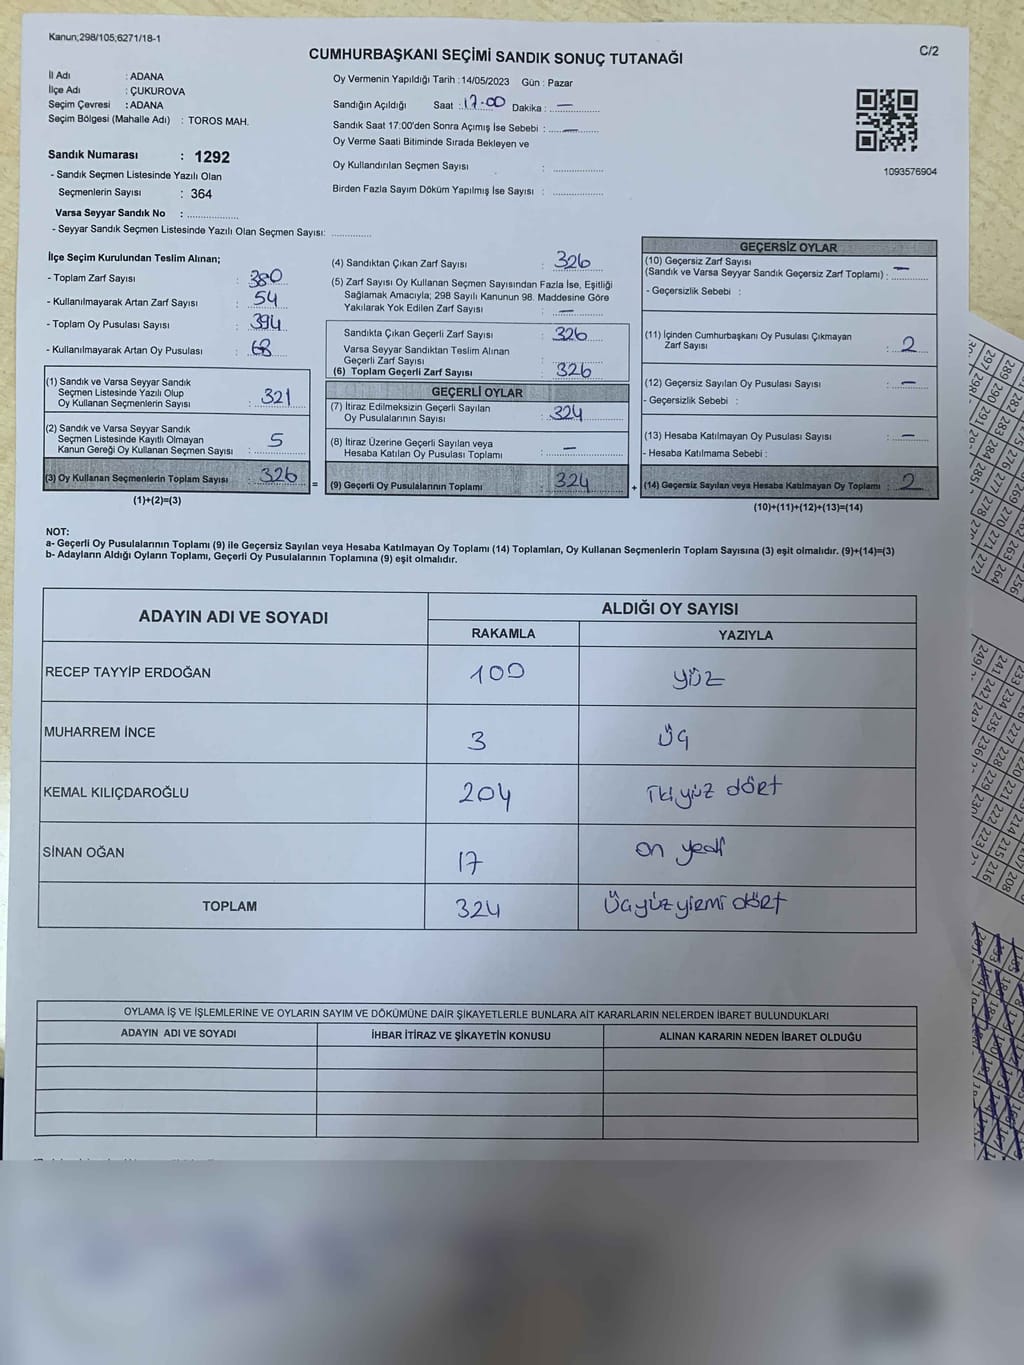 Kanun;298/105;6271/18-1
C/2
CUMHURBAŞKANI SEÇİMİ SANDIK SONUÇ TUTANAĞI
İl Adı : ADANA
İlçe Adı : ÇUKUROVA
Seçim Çevresi : ADANA
Seçim Bölgesi (Mahalle Adı) : TOROS MAH.
Sandık Numarası : 1292
- Sandık Seçmen Listesinde Yazılı Olan
Seçmenlerin Sayısı : 364
Varsa Seyyar Sandık No : ..................
- Seyyar Sandık Seçmen Listesinde Yazılı Olan Seçmen Sayısı: ..............
Oy Vermenin Yapıldığı Tarih : 14/05/2023 Gün : Pazar
Sandığın Açıldığı Saat : 17-00 Dakika : —
Sandık Saat 17:00'den Sonra Açımış İse Sebebi : —
Oy Verme Saati Bitiminde Sırada Bekleyen ve
Oy Kullandırılan Seçmen Sayısı : ..................
Birden Fazla Sayım Döküm Yapılmış İse Sayısı : ..................
1093576904
İlçe Seçim Kurulundan Teslim Alınan;
- Toplam Zarf Sayısı : 380
- Kullanılmayarak Artan Zarf Sayısı : 54
- Toplam Oy Pusulası Sayısı : 394
- Kullanılmayarak Artan Oy Pusulası : 68
(1) Sandık ve Varsa Seyyar Sandık
Seçmen Listesinde Yazılı Olup
Oy Kullanan Seçmenlerin Sayısı : 321
(2) Sandık ve Varsa Seyyar Sandık
Seçmen Listesinde Kayıtlı Olmayan
Kanun Gereği Oy Kullanan Seçmen Sayısı : 5
(3) Oy Kullanan Seçmenlerin Toplam Sayısı : 326
(1)+(2)=(3)
(4) Sandıktan Çıkan Zarf Sayısı : 326
(5) Zarf Sayısı Oy Kullanan Seçmen Sayısından Fazla İse, Eşitliği
Sağlamak Amacıyla; 298 Sayılı Kanunun 98. Maddesine Göre
Yakılarak Yok Edilen Zarf Sayısı : —
Sandıkta Çıkan Geçerli Zarf Sayısı : 326
Varsa Seyyar Sandıktan Teslim Alınan
Geçerli Zarf Sayısı :
(6) Toplam Geçerli Zarf Sayısı : 326
GEÇERLİ OYLAR
(7) İtiraz Edilmeksizin Geçerli Sayılan
Oy Pusulalarının Sayısı : 324
(8) İtiraz Üzerine Geçerli Sayılan veya
Hesaba Katılan Oy Pusulası Toplamı : —
= (9) Geçerli Oy Pusulalarının Toplamı : 324
GEÇERSİZ OYLAR
(10) Geçersiz Zarf Sayısı
(Sandık ve Varsa Seyyar Sandık Geçersiz Zarf Toplamı) : —
- Geçersizlik Sebebi :
(11) İçinden Cumhurbaşkanı Oy Pusulası Çıkmayan
Zarf Sayısı : 2
(12) Geçersiz Sayılan Oy Pusulası Sayısı : —
- Geçersizlik Sebebi :
(13) Hesaba Katılmayan Oy Pusulası Sayısı : —
- Hesaba Katılmama Sebebi :
+ (14) Geçersiz Sayılan veya Hesaba Katılmayan Oy Toplamı : 2
(10)+(11)+(12)+(13)=(14)
NOT:
a- Geçerli Oy Pusulalarının Toplamı (9) ile Geçersiz Sayılan veya Hesaba Katılmayan Oy Toplamı (14) Toplamları, Oy Kullanan Seçmenlerin Toplam Sayısına (3) eşit olmalıdır. (9)+(14)=(3)
b- Adayların Aldığı Oyların Toplamı, Geçerli Oy Pusulalarının Toplamına (9) eşit olmalıdır.
ADAYIN ADI VE SOYADI
ALDIĞI OY SAYISI
RAKAMLA YAZIYLA
RECEP TAYYİP ERDOĞAN 100 yüz
MUHARREM İNCE 3 üç
KEMAL KILIÇDAROĞLU 204 ikiyüz dört
SİNAN OĞAN 17 on yedi
TOPLAM 324 Üçyüzyirmi dört
OYLAMA İŞ VE İŞLEMLERİNE VE OYLARIN SAYIM VE DÖKÜMÜNE DAİR ŞİKAYETLERLE BUNLARA AİT KARARLARIN NELERDEN İBARET BULUNDUKLARI
ADAYIN ADI VE SOYADI İHBAR İTİRAZ VE ŞİKAYETİN KONUSU ALINAN KARARIN NEDEN İBARET OLDUĞU